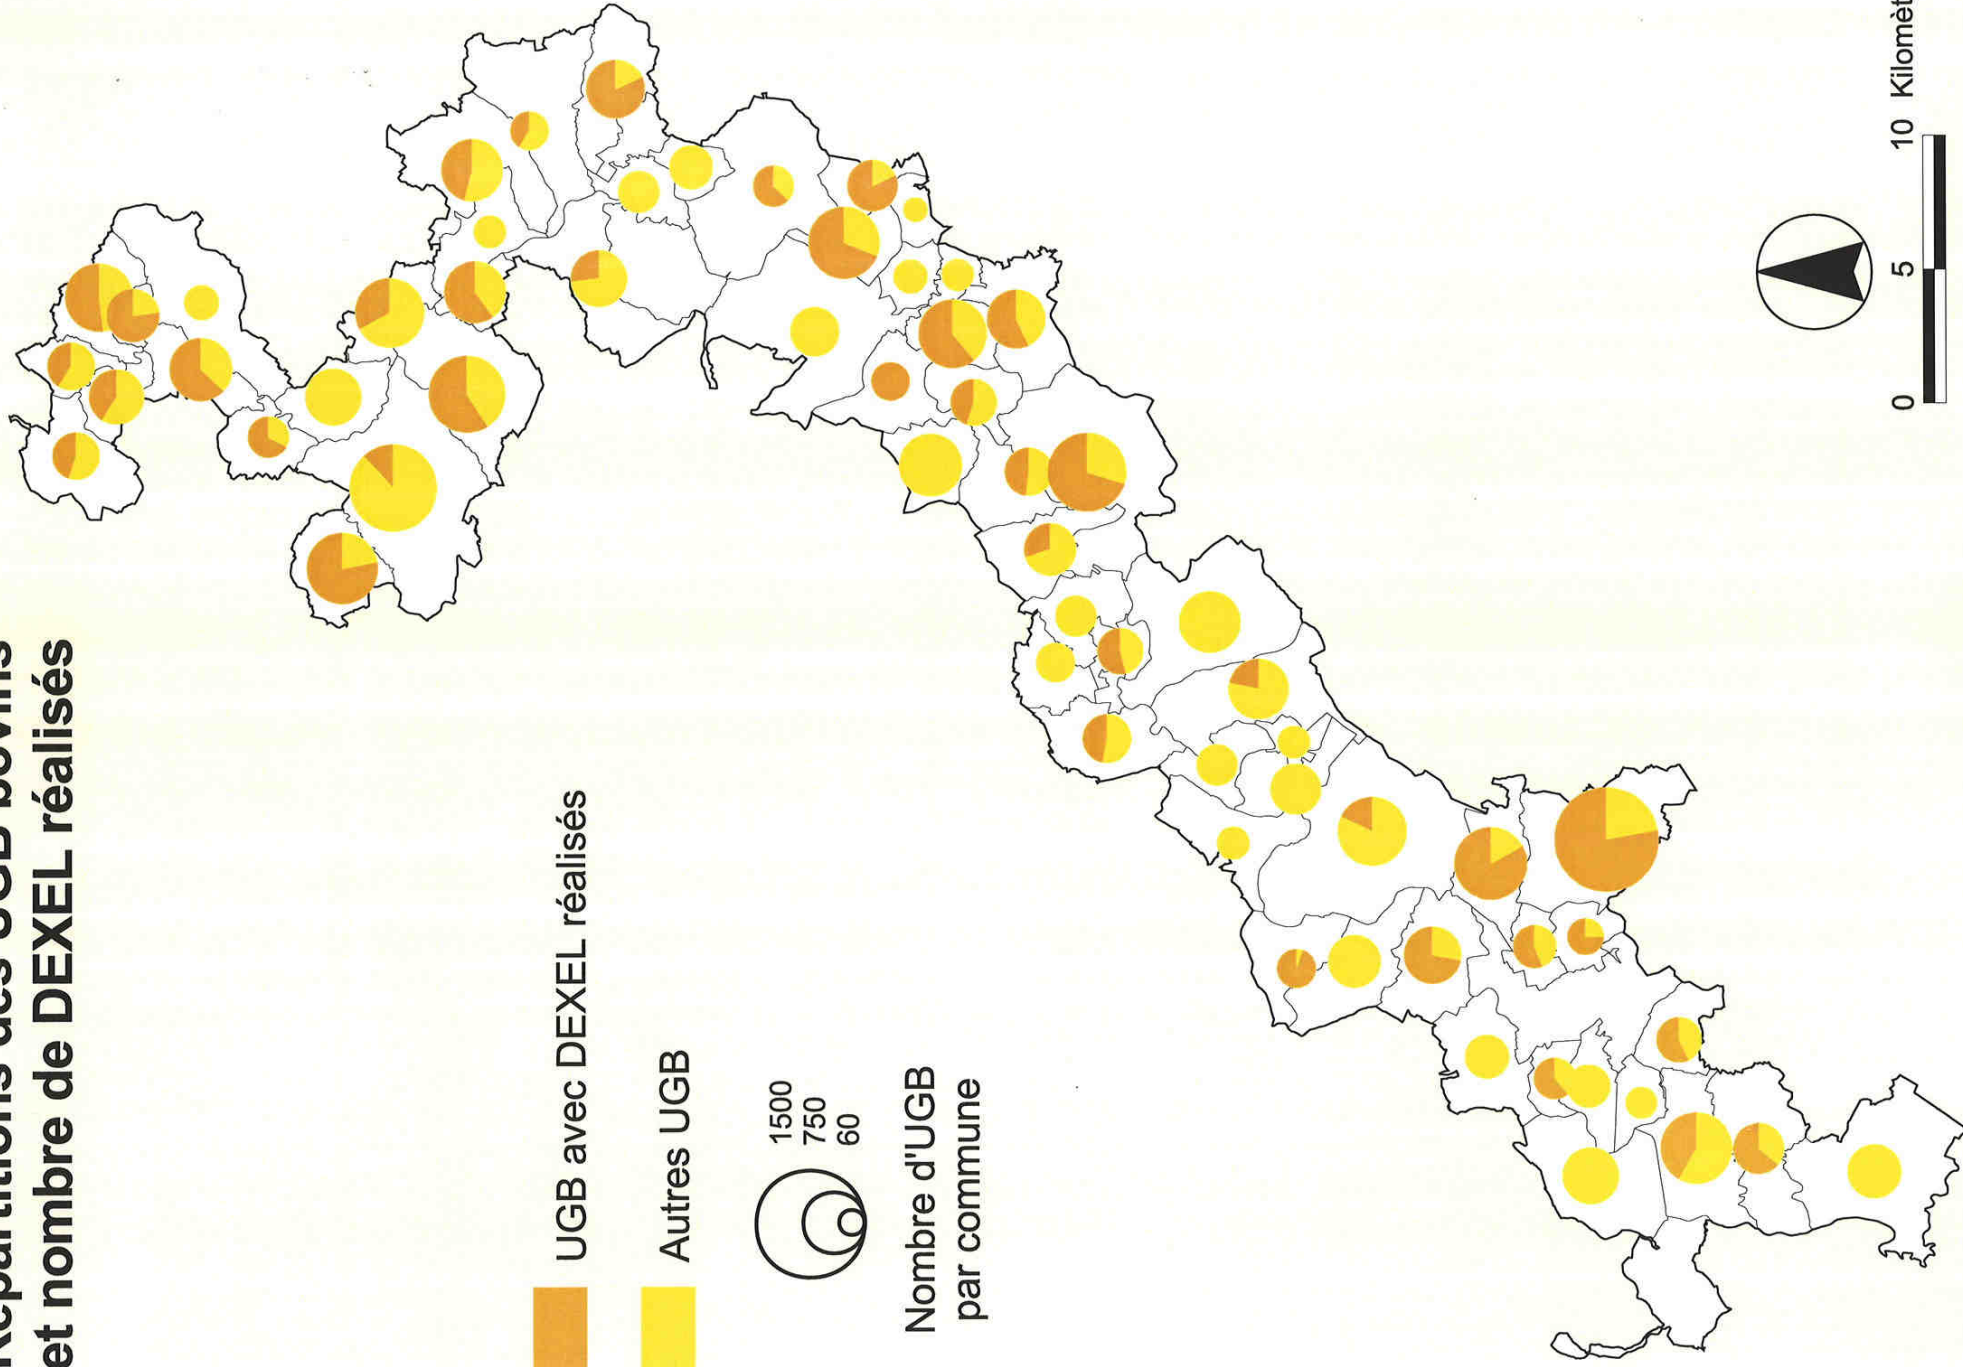 Répartitions des UGB bovins
et nombre de DEXEL réalisés
UGB avec DEXEL réalisés
Autres UGB
1500
750
60
Nombre d'UGB
par commune
0 5 10 Kilomèt